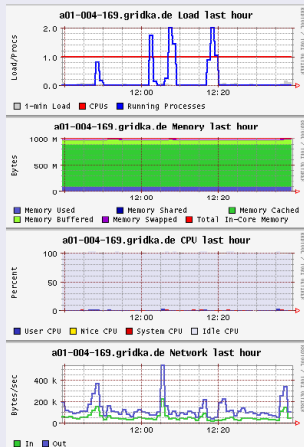 a01-004-169.gridka.de Load last hour
Load/Procs
2.0
1.0
0.0
12:00 12:20
1-min Load CPUs Running Processes
a01-004-169.gridka.de Memory last hour
Bytes
1000 M
500 M
0
12:00 12:20
Memory Used Memory Shared Memory Cached
Memory Buffered Memory Swapped Total In-Core Memory
a01-004-169.gridka.de CPU last hour
Percent
100
50
0
12:00 12:20
User CPU Nice CPU System CPU Idle CPU
a01-004-169.gridka.de Network last hour
Bytes/sec
400 k
200 k
0
12:00 12:20
In Out